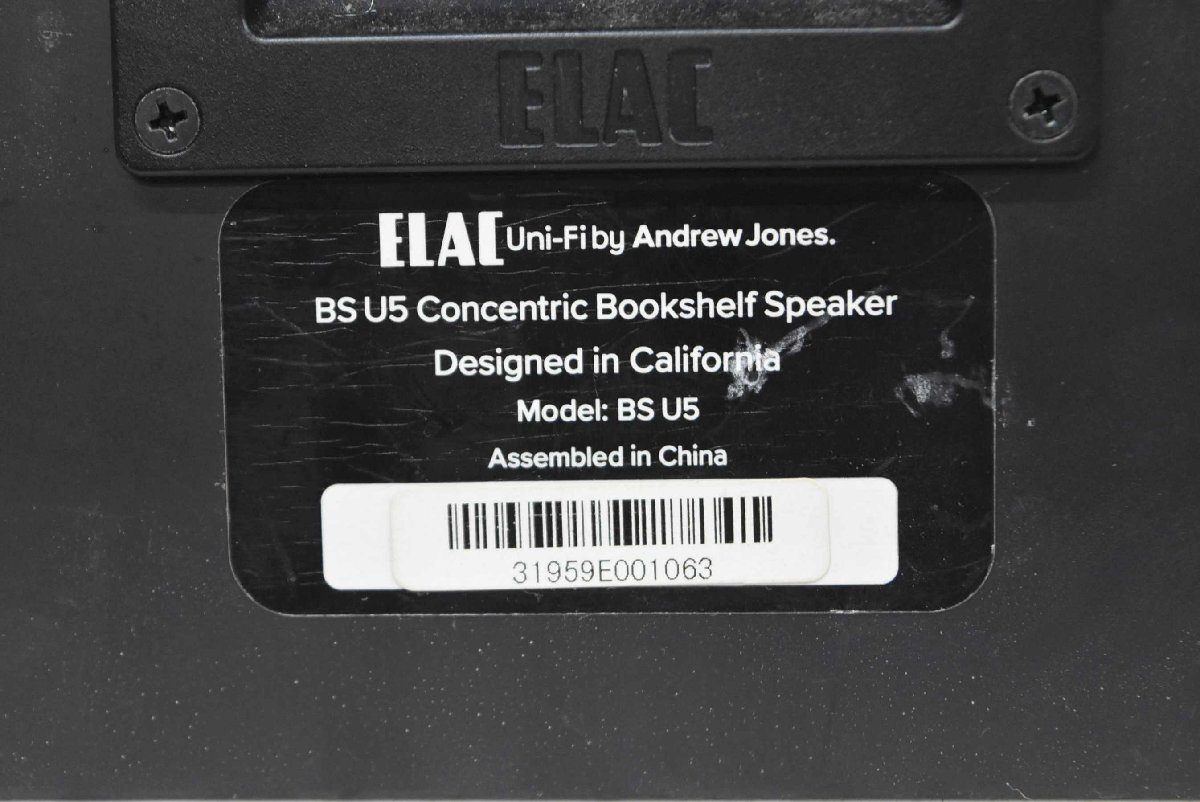 ELAC
ELAC Uni-Fi by Andrew Jones.
BS U5 Concentric Bookshelf Speaker
Designed in California
Model: BS U5
Assembled in China
31959E001063